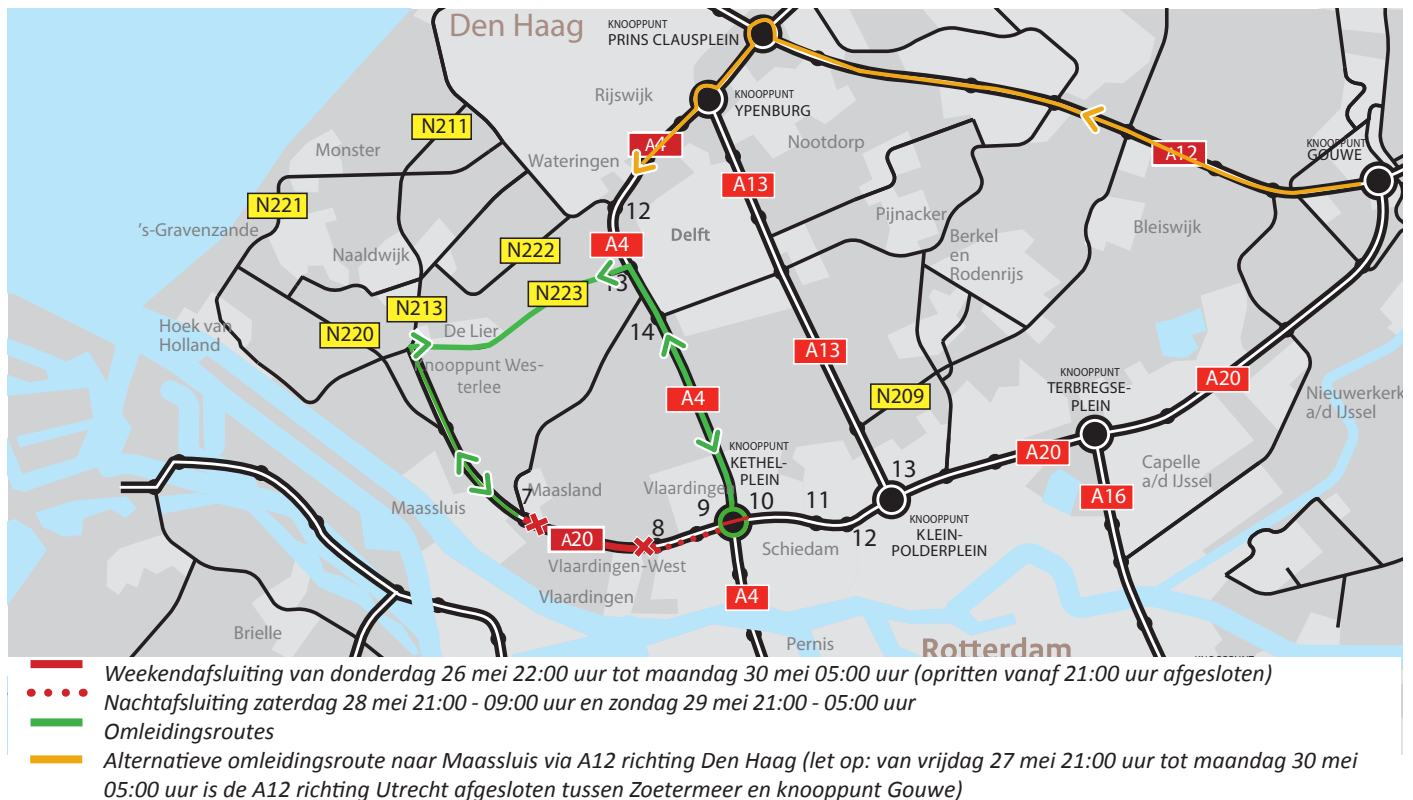 Den Haag
KNOOPPUNT
PRINS CLAUSPLEIN
Rijswijk
KNOOPPUNT
YPENBURG
N211
Monster
Wateringen
A4
Nootdorp
A12
KNOOPPUNT
GOUWE
A13
N221
's-Gravenzande
12
Pijnacker
Delft
Berkel
en
Rodenrijs
Bleiswijk
Naaldwijk
N222
A4
13
N223
N213
Hoek van
Holland
N220
De Lier
14
Knooppunt Wes-
terlee
A13
A4
N209
KNOOPPUNT
TERBREGSE-
PLEIN
A20
Nieuwerkerk
a/d IJssel
KNOOPPUNT
KETHEL-
PLEIN
A20
Capelle
a/d IJssel
A16
13
7
Maasland
Vlaardinge
Maassluis
9
10
11
12
8
A20
Schiedam
KNOOPPUNT
KLEIN-
POLDERPLEIN
Vlaardingen-West
Vlaardingen
A4
Brielle
Pernis
Rotterdam
Weekendafsluiting van donderdag 26 mei 22:00 uur tot maandag 30 mei 05:00 uur (opritten vanaf 21:00 uur afgesloten)
Nachtafsluiting zaterdag 28 mei 21:00 - 09:00 uur en zondag 29 mei 21:00 - 05:00 uur
Omleidingsroutes
Alternatieve omleidingsroute naar Maassluis via A12 richting Den Haag (let op: van vrijdag 27 mei 21:00 uur tot maandag 30 mei
05:00 uur is de A12 richting Utrecht afgesloten tussen Zoetermeer en knooppunt Gouwe)